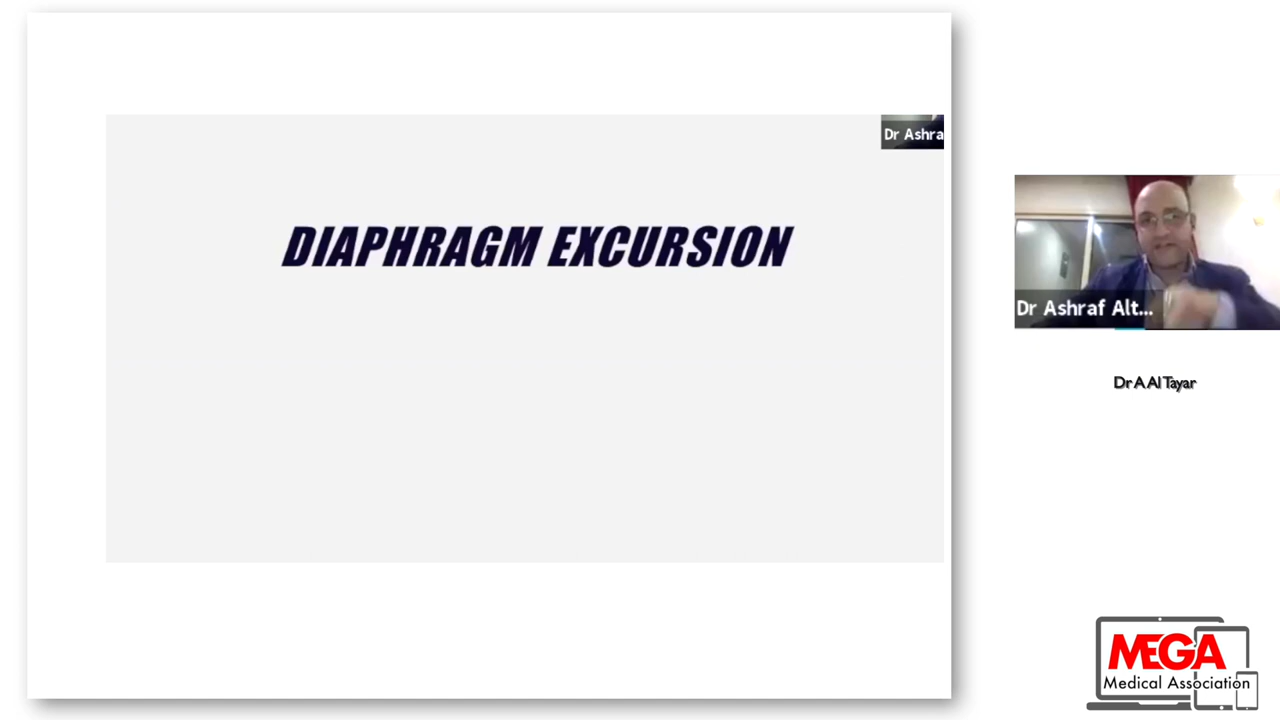 Dr Ashra
DIAPHRAGM EXCURSION
Dr Ashraf Alt...
Dr A Al Tayar
MEGA
Medical Association